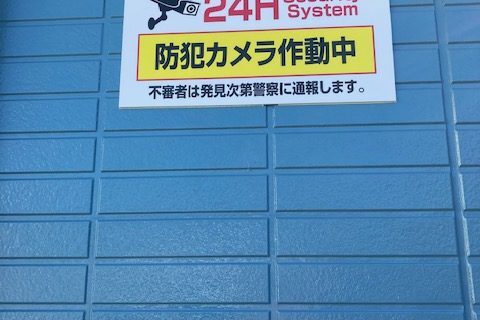 24H Security
System
防犯カメラ作動中
不審者は発見次第警察に通報します。